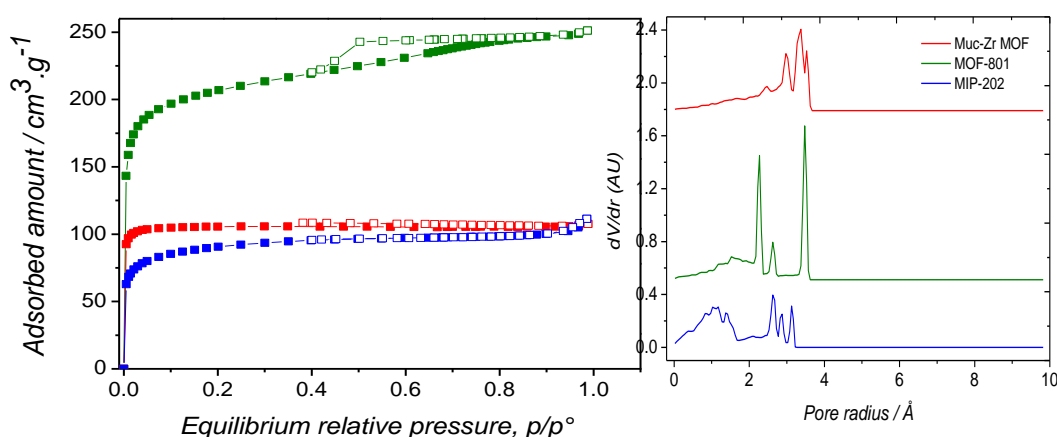 Adsorbed amount / cm³.g⁻¹
250
200
150
100
50
0
0.0 0.2 0.4 0.6 0.8 1.0
Equilibrium relative pressure, p/p°
dV/dr (AU)
2.4
2.0
1.6
1.2
0.8
0.4
0.0
Muc-Zr MOF
MOF-801
MIP-202
0 2 4 6 8 10
Pore radius / Å